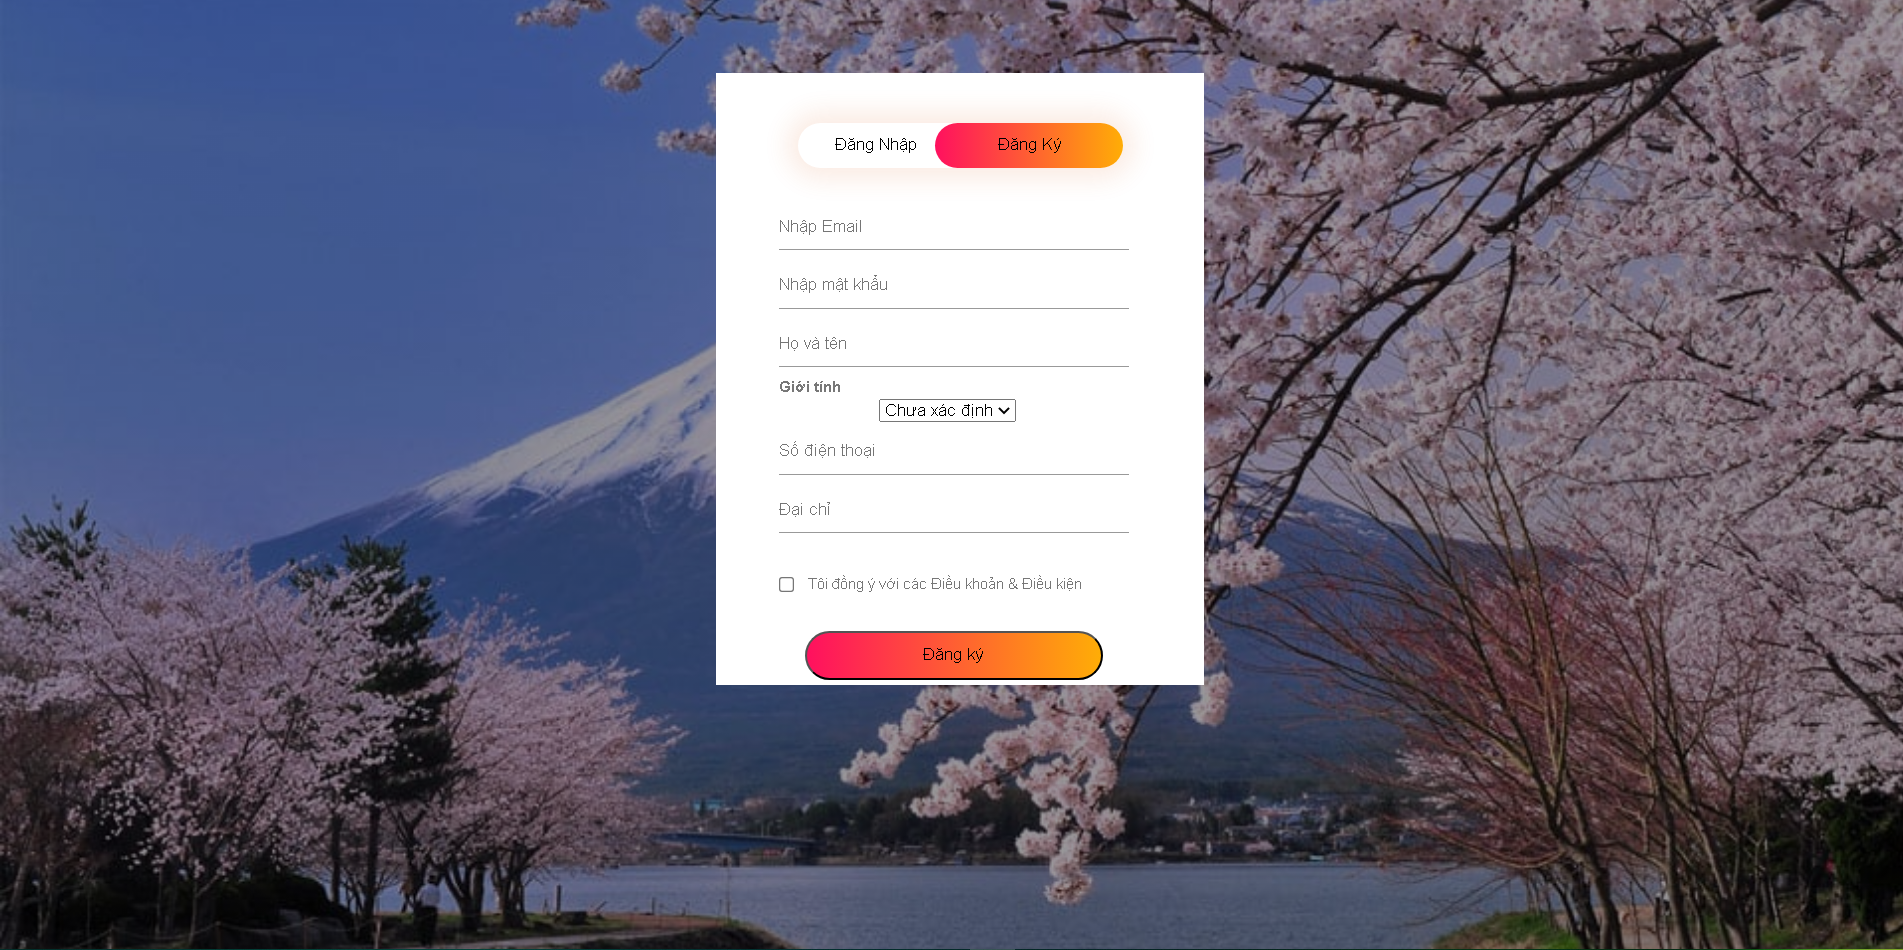 Đăng Nhập Đăng Ký
Nhập Email
Nhập mật khẩu
Họ và tên
Giới tính
Chưa xác định
Số điện thoại
Đại chỉ
Tôi đồng ý với các Điều khoản & Điều kiện
Đăng ký